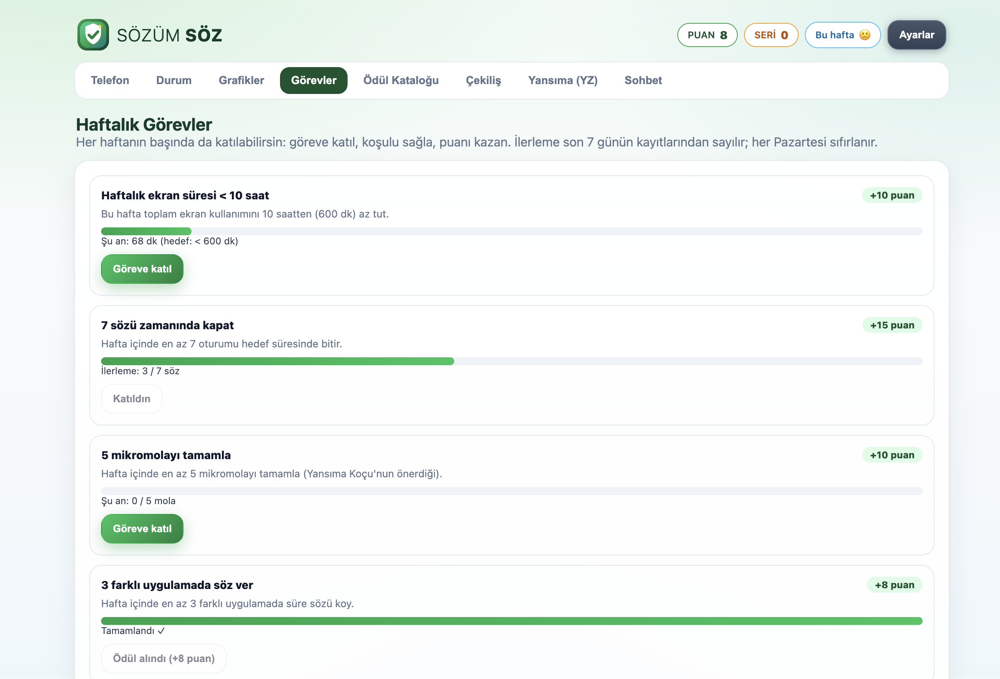 SÖZÜM SÖZ
PUAN 8
SERİ 0
Bu hafta 🙁
Ayarlar
Telefon
Durum
Grafikler
Görevler
Ödül Kataloğu
Çekiliş
Yansıma (YZ)
Sohbet
Haftalık Görevler
Her haftanın başında da katılabilirsin: göreve katıl, koşulu sağla, puanı kazan. İlerleme son 7 günün kayıtlarından sayılır; her Pazartesi sıfırlanır.
Haftalık ekran süresi < 10 saat
+10 puan
Bu hafta toplam ekran kullanımını 10 saatten (600 dk) az tut.
Şu an: 68 dk (hedef: < 600 dk)
Göreve katıl
7 sözü zamanında kapat
+15 puan
Hafta içinde en az 7 oturumu hedef süresinde bitir.
İlerleme: 3 / 7 söz
Katıldın
5 mikromolayı tamamla
+10 puan
Hafta içinde en az 5 mikromolayı tamamla (Yansıma Koçu'nun önerdiği).
Şu an: 0 / 5 mola
Göreve katıl
3 farklı uygulamada söz ver
+8 puan
Hafta içinde en az 3 farklı uygulamada süre sözü koy.
Tamamlandı ✓
Ödül alındı (+8 puan)